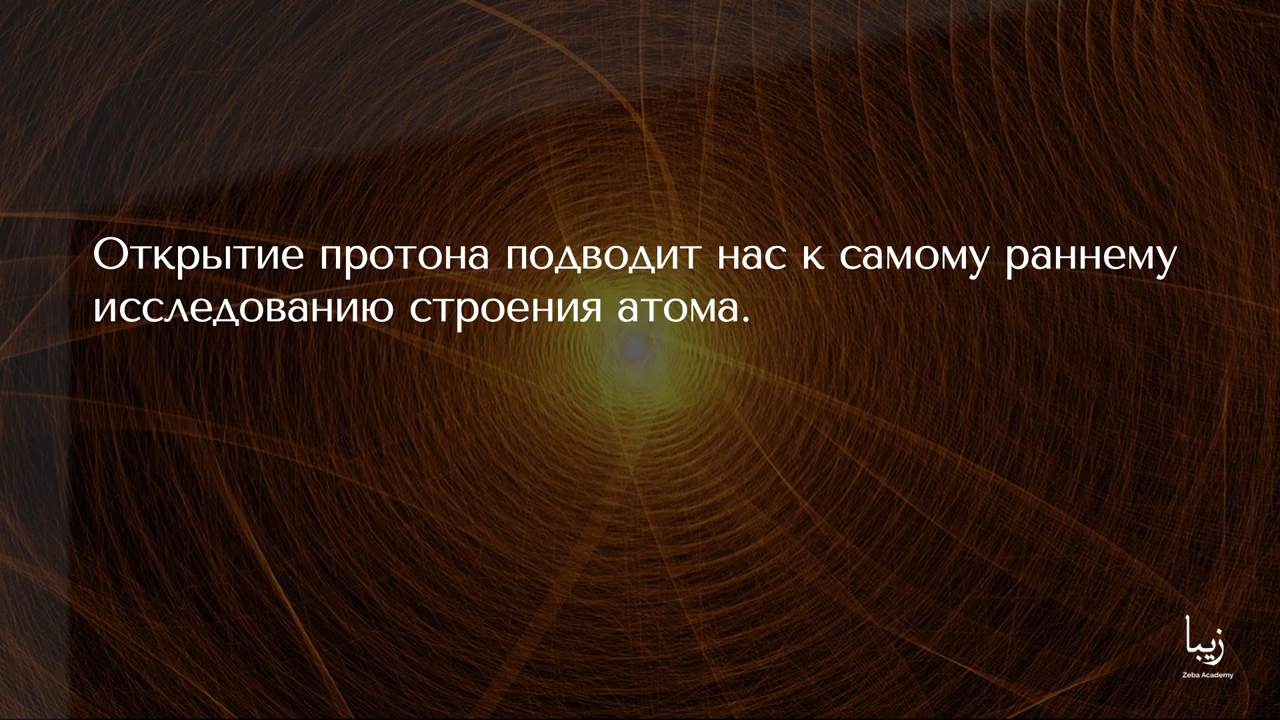 Открытие протона подводит нас к самому раннему
исследованию строения атома.
زيبا
Zeba Academy